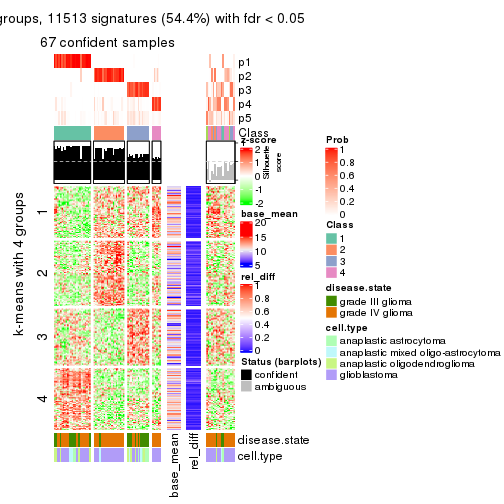 groups, 11513 signatures (54.4%) with fdr < 0.05
67 confident samples
p1
p2
p3
p4
p5
Class
k-means with 4 groups
1
2
3
4
z-score
2
1
0
-1
-2
Silhouette
score
base_mean
20
15
10
5
rel_diff
1
0.8
0.6
0.4
0.2
0
Status (barplots)
confident
ambiguous
Prob
1
0.8
0.6
0.4
0.2
0
Class
1
2
3
4
disease.state
grade III glioma
grade IV glioma
cell.type
anaplastic astrocytoma
anaplastic mixed oligo-astrocytoma
anaplastic oligodendroglioma
glioblastoma
disease.state
cell.type
base_mean
rel_diff